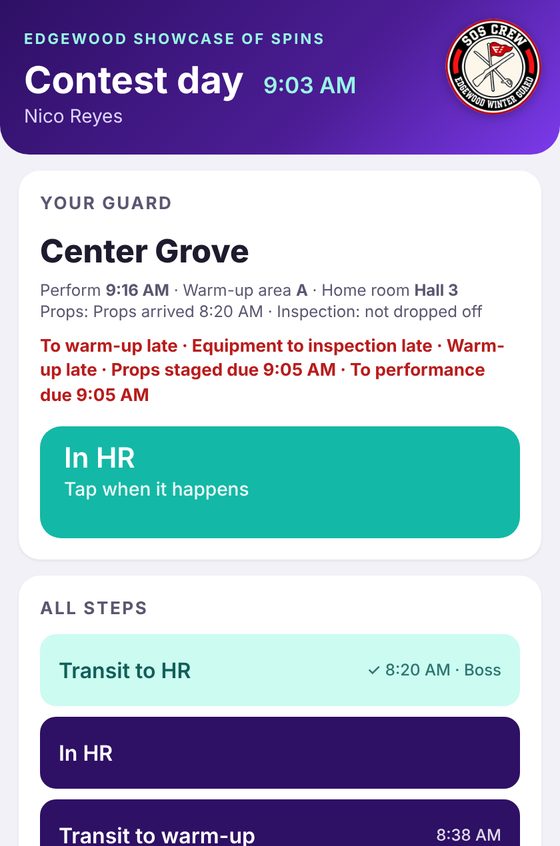 EDGEWOOD SHOWCASE OF SPINS
Contest day 9:03 AM
Nico Reyes
SOS CREW
EDGEWOOD WINTER GUARD
YOUR GUARD
Center Grove
Perform 9:16 AM · Warm-up area A · Home room Hall 3
Props: Props arrived 8:20 AM · Inspection: not dropped off
To warm-up late · Equipment to inspection late · Warm-
up late · Props staged due 9:05 AM · To performance
due 9:05 AM
In HR
Tap when it happens
ALL STEPS
Transit to HR ✓ 8:20 AM · Boss
In HR
Transit to warm-up 8:38 AM